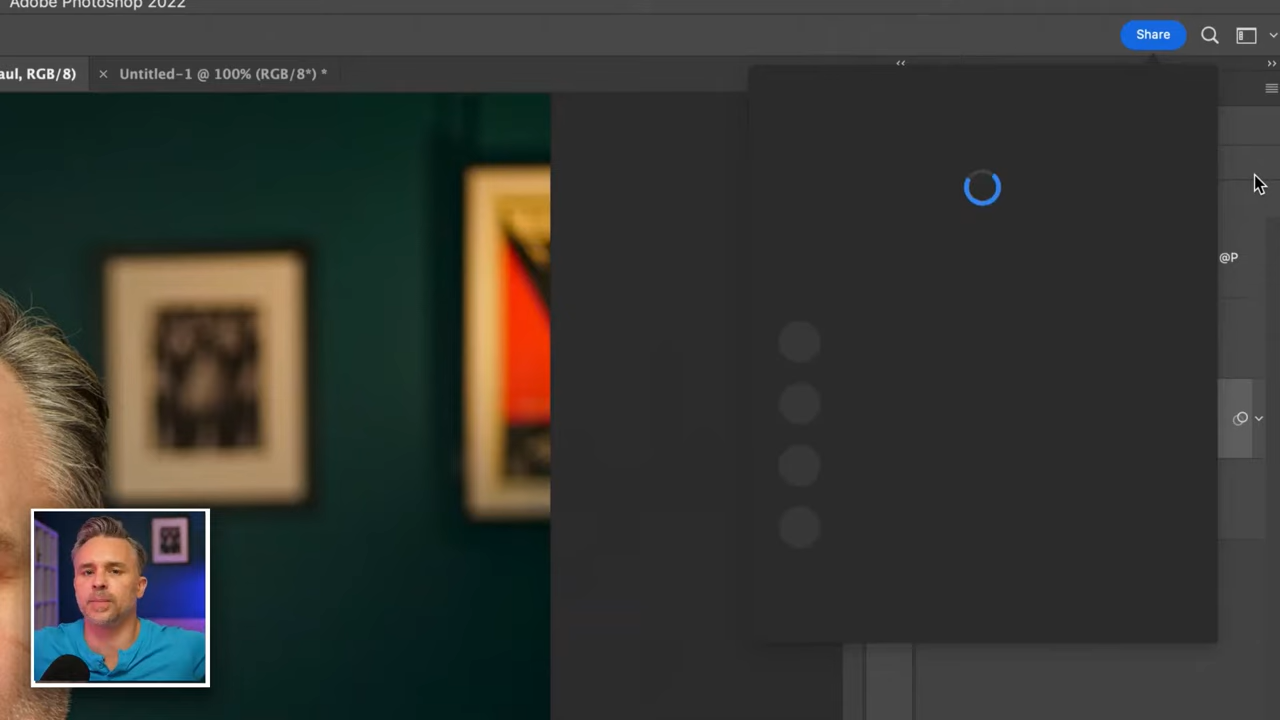 Adobe Photoshop 2022
Share
aul, RGB/8)
× Untitled-1 @ 100% (RGB/8*) *
@P